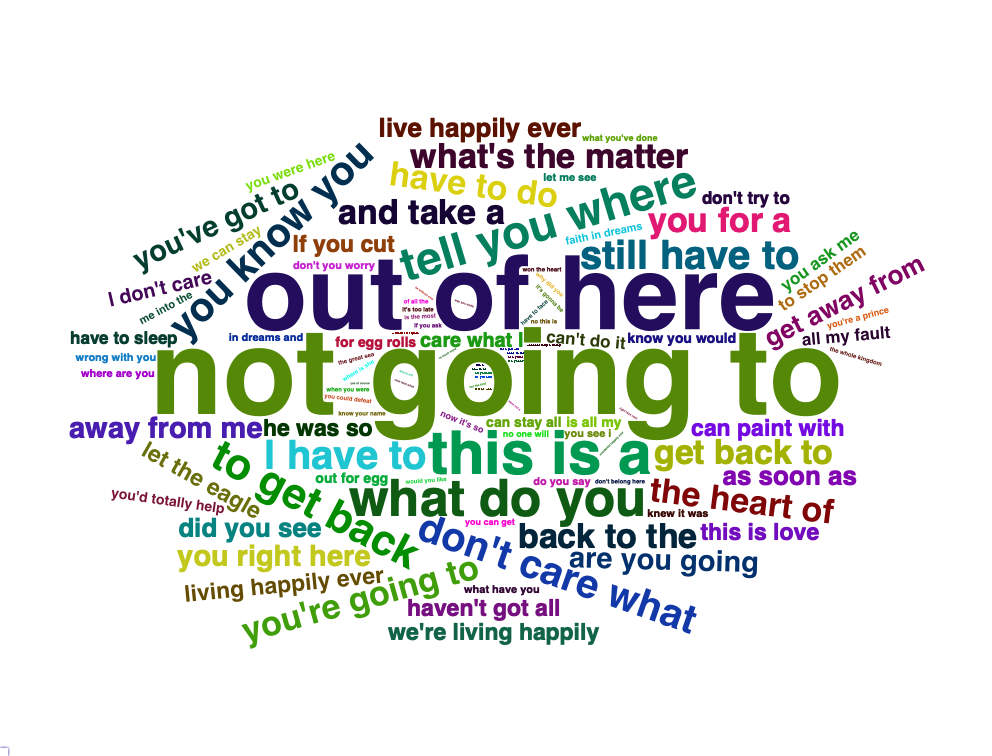 live happily ever
what you've done
what's the matter
you were here
let me see
have to do
you know you
you've got to
tell you where
don't try to
and take a
you for a
faith in dreams
we can stay
If you cut
still have to
you ask me
don't you worry
won the heart
I don't care
to stop them
why did you
it's gonna be
get away from
out of here
me into the
of all the
it's too late
have to face
you're a prince
is the most
no this is
if you ask
all my fault
have to sleep
in dreams and
for egg rolls
care what I
can't do it
know you would
the whole kingdom
wrong with you
the great sea
where are you
where is she
not going to
when you were
you could defeat
know your name
now it's so
away from me
he was so
can stay all
is all my
can paint with
no one will
you see i
I have to
this is a
get back to
let the eagle
to get back
out for egg
would you like
do you say
don't belong here
as soon as
you'd totally help
what do you
the heart of
knew it was
did you see
you can get
don't care what
back to the
this is love
you right here
are you going
living happily ever
you're going to
what have you
haven't got all
we're living happily